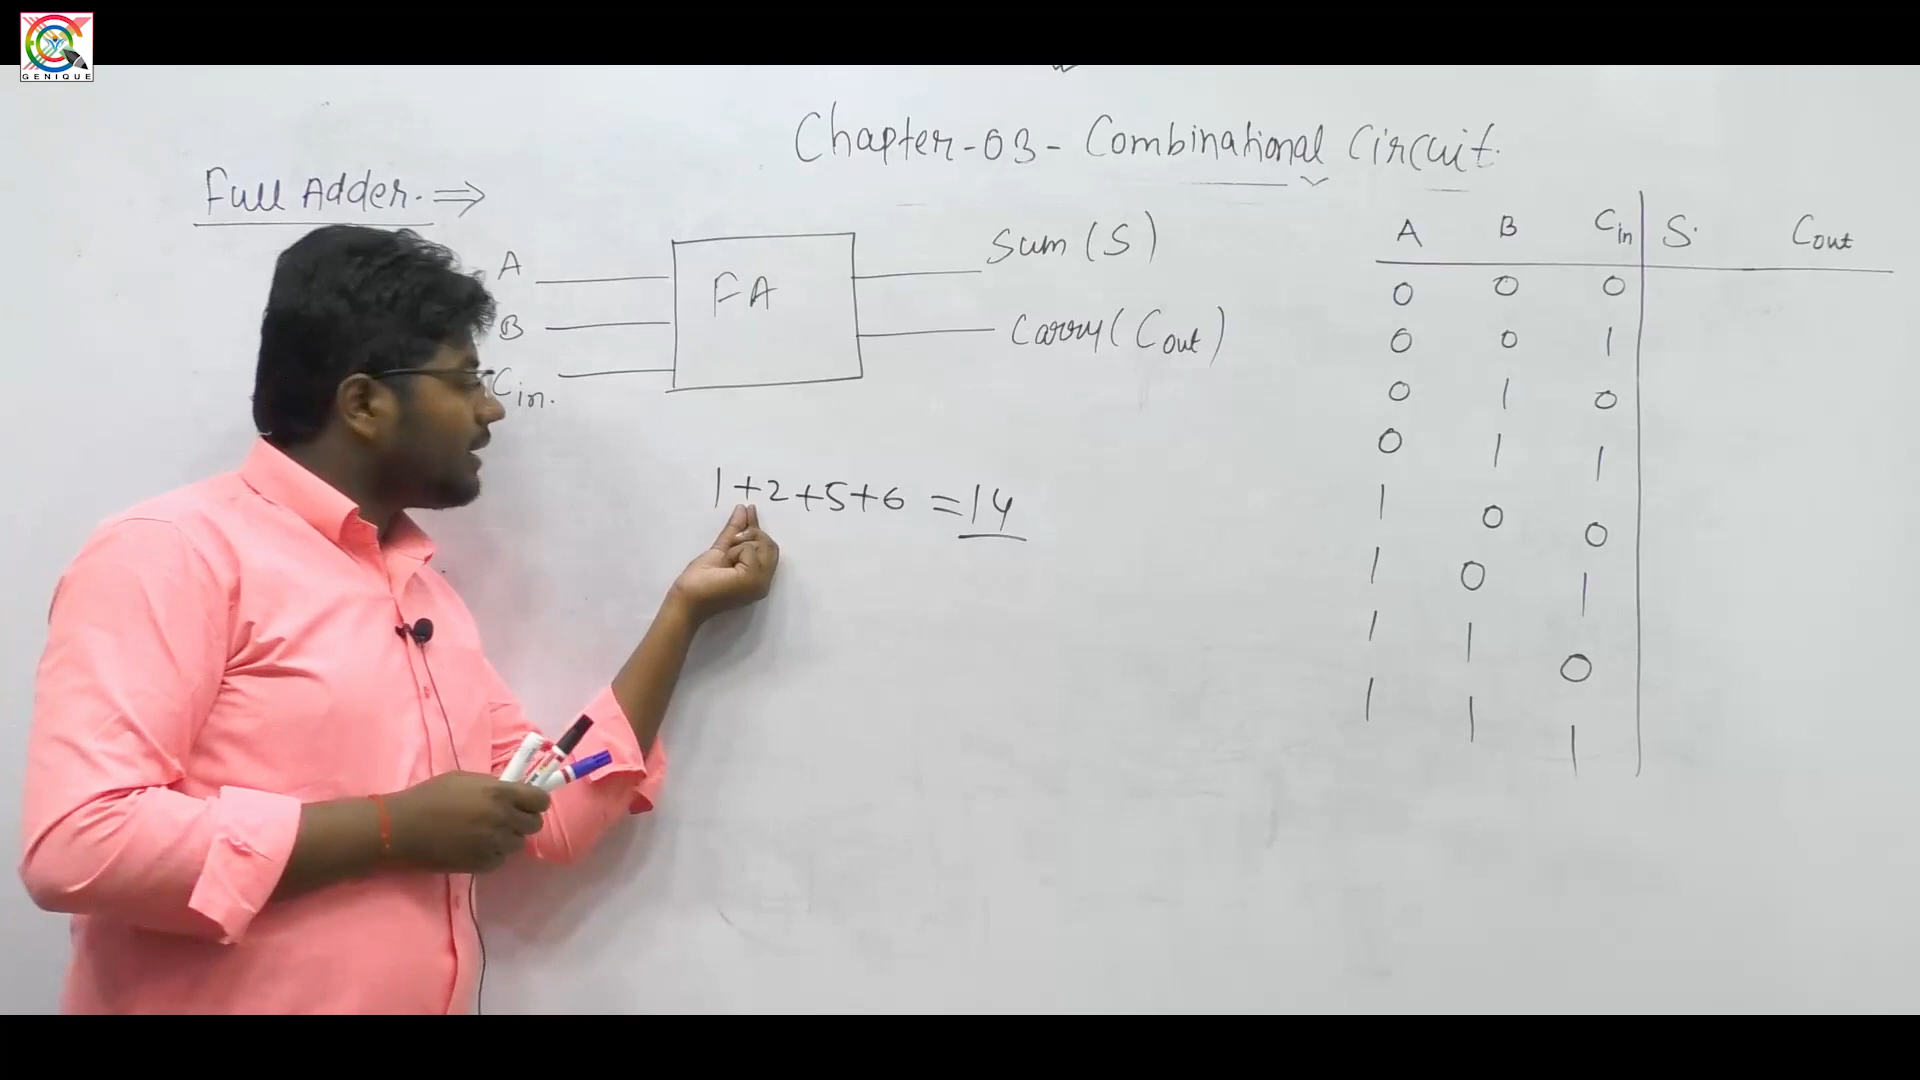 GENIQUE
Chapter-03- Combinational Circuit.
Full Adder. ⇒
A
B
Cin.
FA
Sum (S)
Carry (Cout)
1+2+5+6 = 14
A B Cin S. Cout
0 0 0
0 0 1
0 1 0
0 1 1
1 0 0
1 0 1
1 1 0
1 1 1